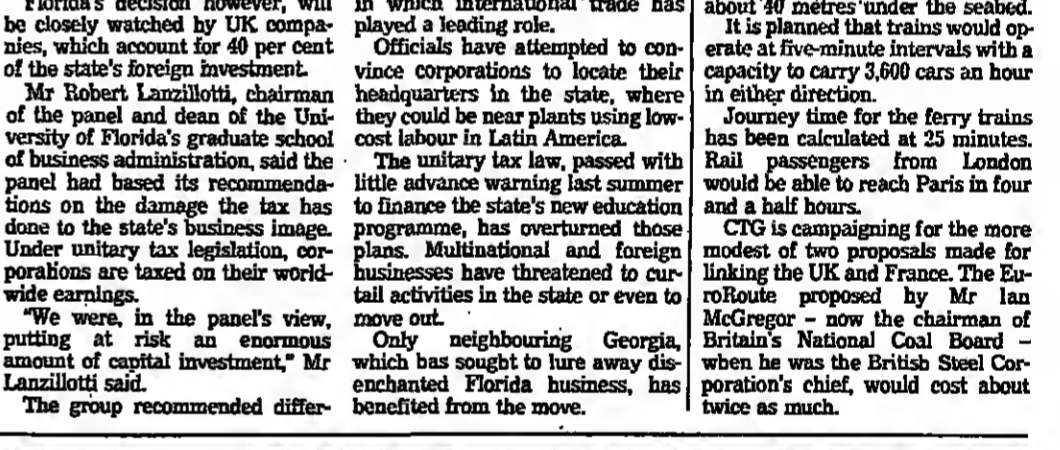 Florida's decision however, will
be closely watched by UK compa-
nies, which account for 40 per cent
of the state's foreign investment.
Mr Robert Lanzillotti, chairman
of the panel and dean of the Uni-
versity of Florida's graduate school
of business administration, said the
panel had based its recommenda-
tions on the damage the tax has
done to the state's business image.
Under unitary tax legislation, cor-
porations are taxed on their world-
wide earnings.
"We were, in the panel's view,
putting at risk an enormous
amount of capital investment," Mr
Lanzillotti said.
The group recommended differ-
in which international trade has
played a leading role.
Officials have attempted to con-
vince corporations to locate their
headquarters in the state, where
they could be near plants using low-
cost labour in Latin America.
The unitary tax law, passed with
little advance warning last summer
to finance the state's new education
programme, has overturned those
plans. Multinational and foreign
businesses have threatened to cur-
tail activities in the state or even to
move out.
Only neighbouring Georgia,
which has sought to lure away dis-
enchanted Florida business, has
benefited from the move.
about 40 metres under the seabed.
It is planned that trains would op-
erate at five-minute intervals with a
capacity to carry 3,600 cars an hour
in either direction.
Journey time for the ferry trains
has been calculated at 25 minutes.
Rail passengers from London
would be able to reach Paris in four
and a half hours.
CTG is campaigning for the more
modest of two proposals made for
linking the UK and France. The Eu-
roRoute proposed by Mr Ian
McGregor – now the chairman of
Britain's National Coal Board –
when he was the British Steel Cor-
poration's chief, would cost about
twice as much.